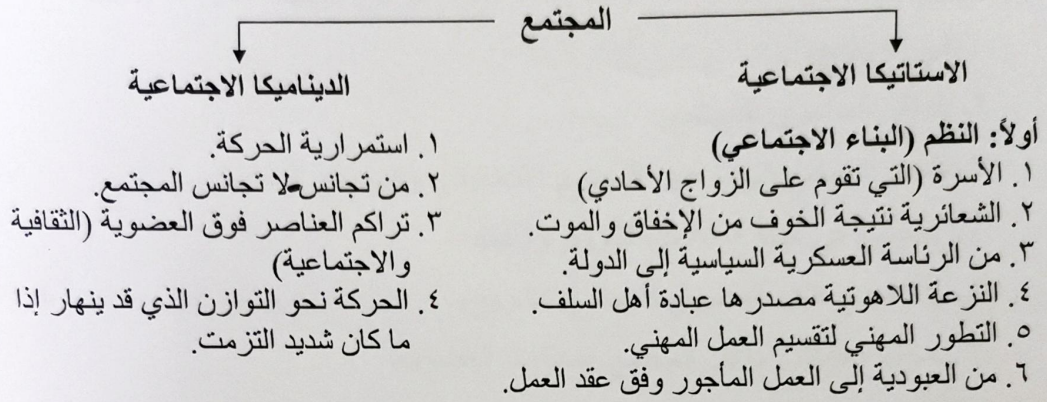 المجتمع
الاستاتيكا الاجتماعية
أولاً: النظم (البناء الاجتماعي)
١. الأسرة (التي تقوم على الزواج الأحادي)
٢. الشعائرية نتيجة الخوف من الإخفاق والموت.
٣. من الرئاسة العسكرية السياسية إلى الدولة.
٤. النزعة اللاهوتية مصدرها عبادة أهل السلف.
٥. التطور المهني لتقسيم العمل المهني.
٦. من العبودية إلى العمل المأجور وفق عقد العمل.
الديناميكا الاجتماعية
١. استمرارية الحركة.
٢. من تجانس لا تجانس المجتمع.
٣. تراكم العناصر فوق العضوية (الثقافية
والاجتماعية)
٤. الحركة نحو التوازن الذي قد ينهار إذا
ما كان شديد التزمت.